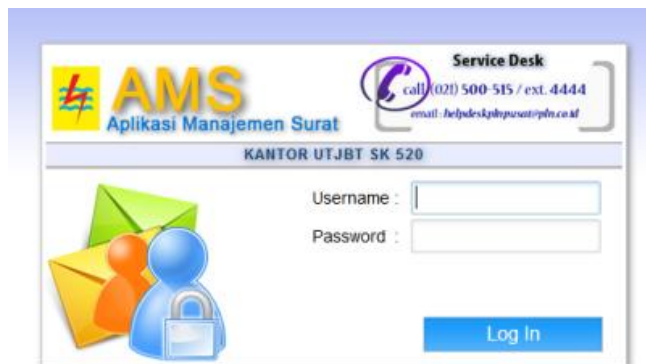 AMS
Aplikasi Manajemen Surat
Service Desk
call (021) 500-515 / ext. 4444
email : helpdeskplnpusat@pln.co.id
KANTOR UTJBT SK 520
Username :
Password :
Log In